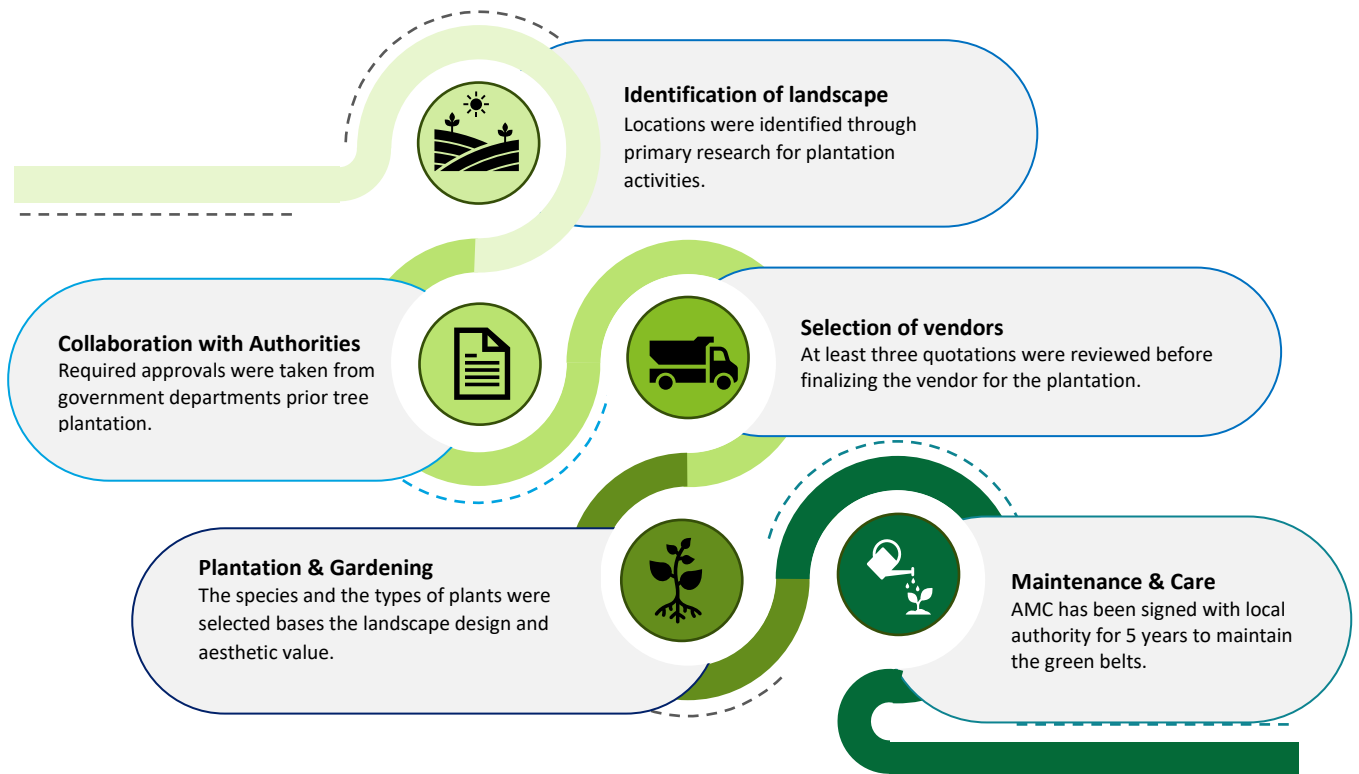 Identification of landscape
Locations were identified through
primary research for plantation
activities.
Collaboration with Authorities
Required approvals were taken from
government departments prior tree
plantation.
Selection of vendors
At least three quotations were reviewed before
finalizing the vendor for the plantation.
Plantation & Gardening
The species and the types of plants were
selected bases the landscape design and
aesthetic value.
Maintenance & Care
AMC has been signed with local
authority for 5 years to maintain
the green belts.